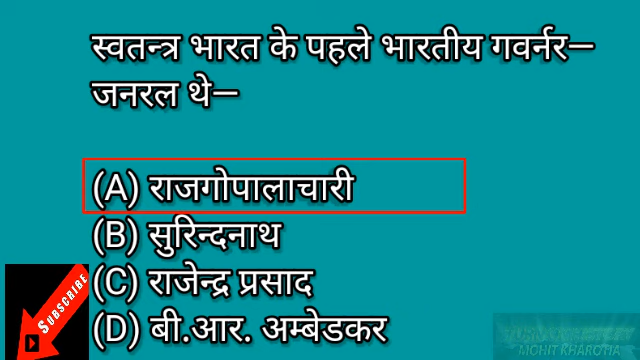 स्वतन्त्र भारत के पहले भारतीय गवर्नर—
जनरल थे—
(A) राजगोपालाचारी
(B) सुरिन्दनाथ
(C) राजेन्द्र प्रसाद
(D) बी.आर. अम्बेडकर
SUBSCRIBE
MOHIT KHAROTIA